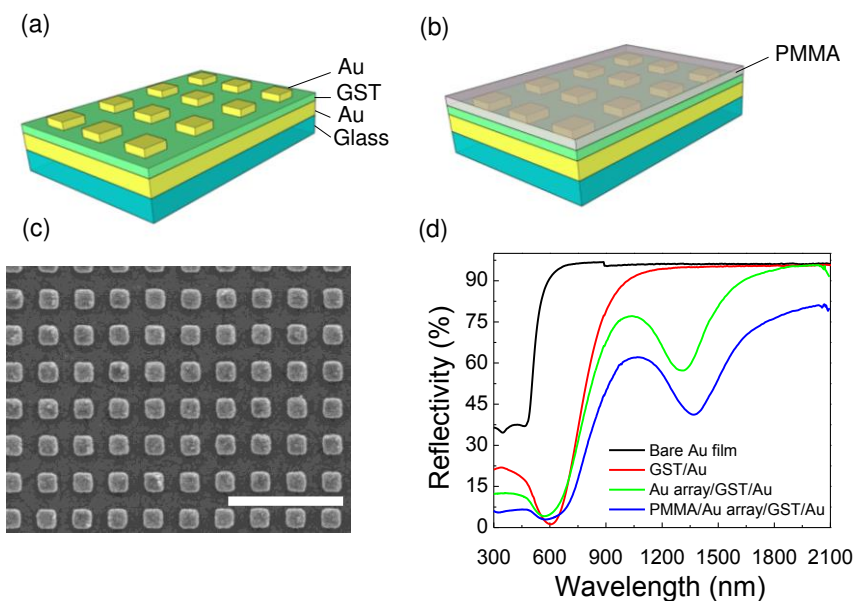 (a)
Au
GST
Au
Glass
(b)
PMMA
(c)
(d)
Reflectivity (%)
90
75
60
45
30
15
0
Bare Au film
GST/Au
Au array/GST/Au
PMMA/Au array/GST/Au
300 600 900 1200 1500 1800 2100
Wavelength (nm)